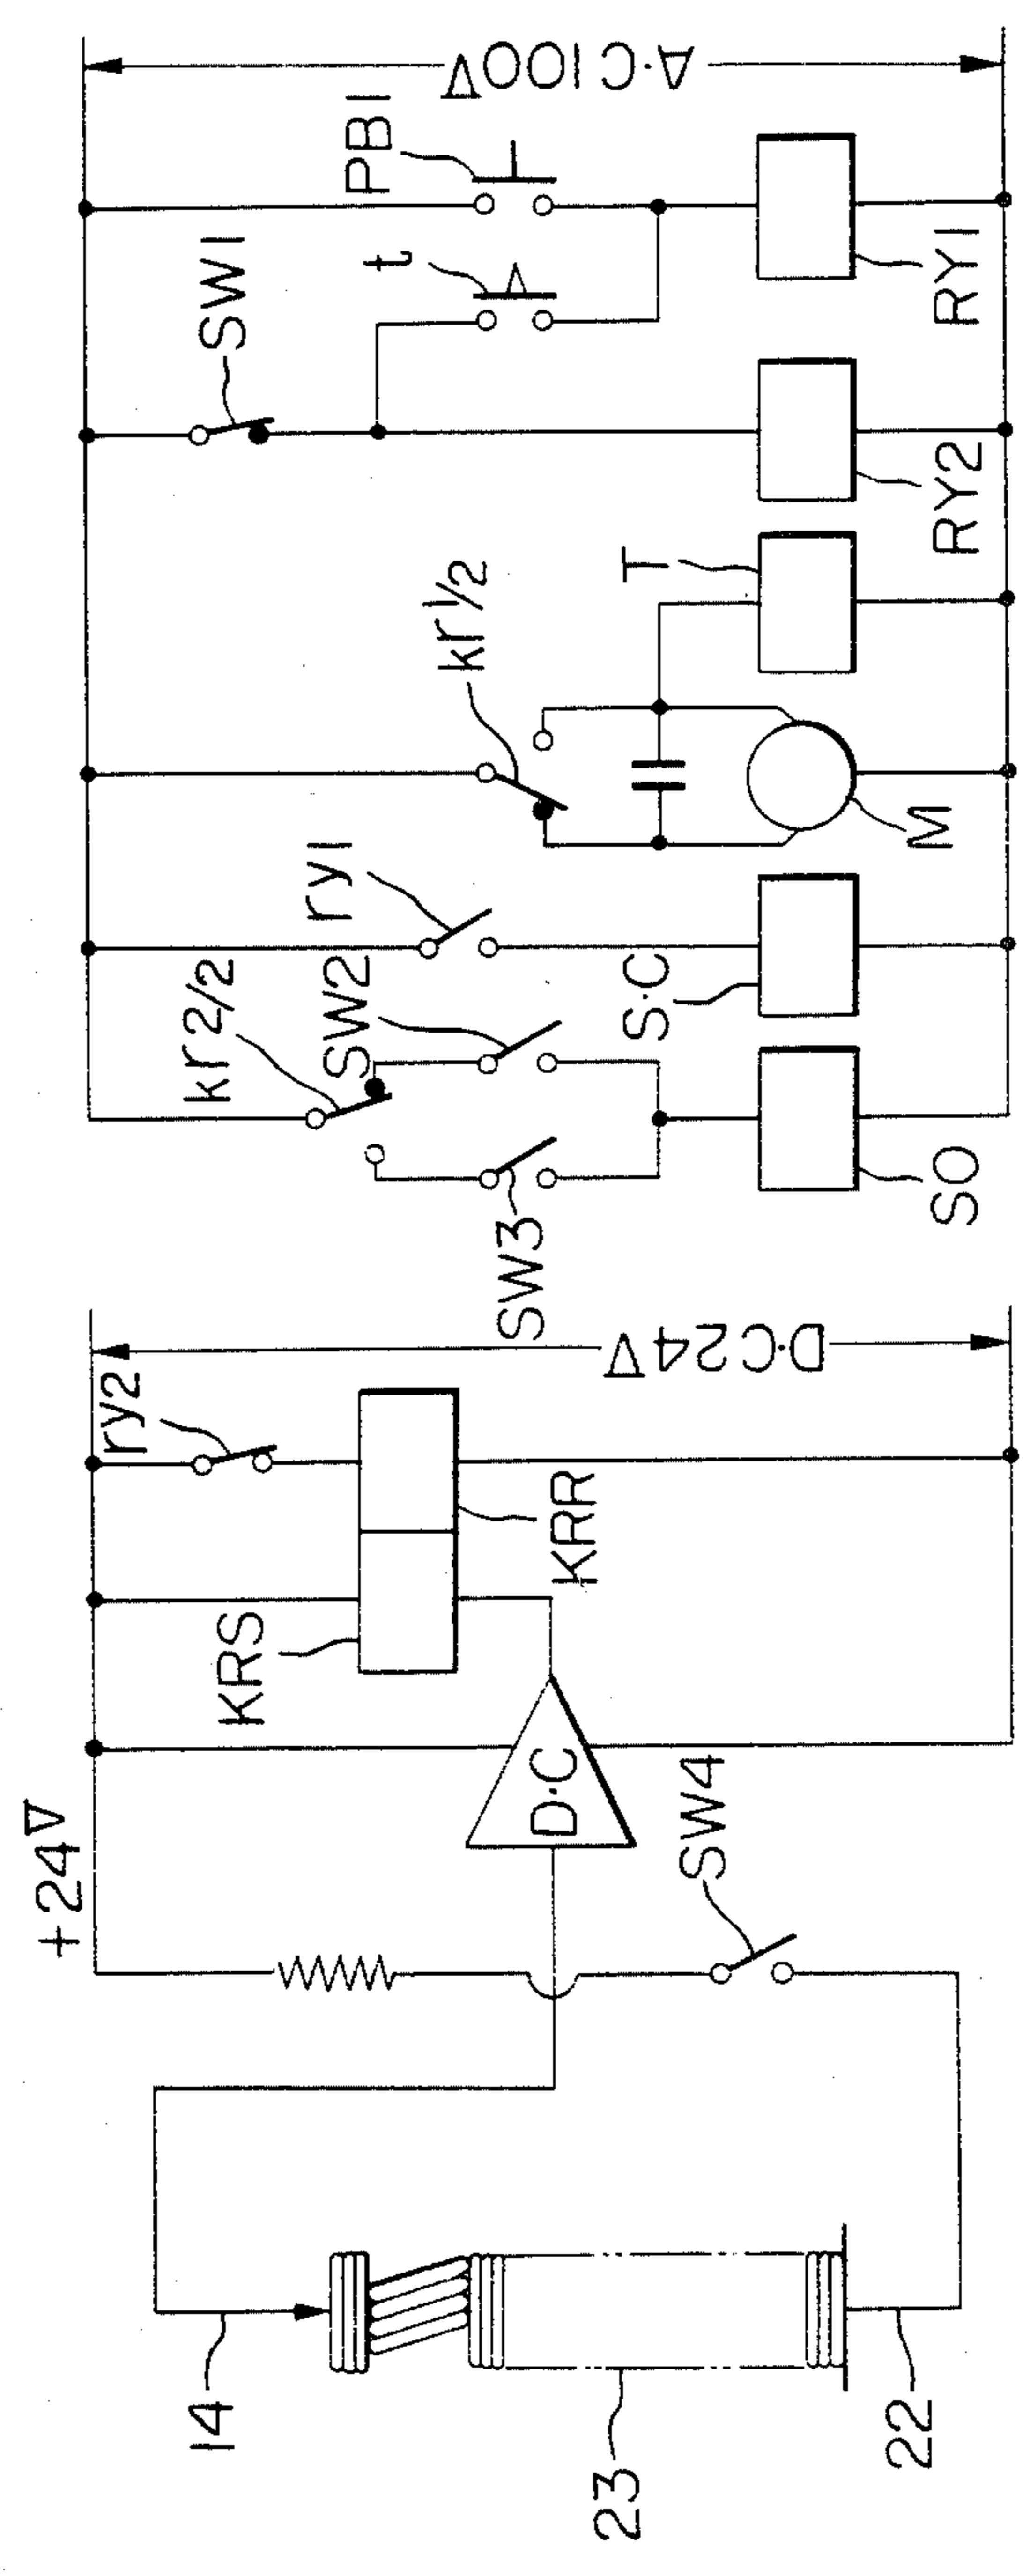 A·C 100V
PB1
t
SW1
RY1
RY2
T
kr1/2
M
ry1
S·C
SW2
kr2/2
SW3
SO
D·C 24V
ry2
KRR
KRS
+24V
D·C
SW4
14
23
22